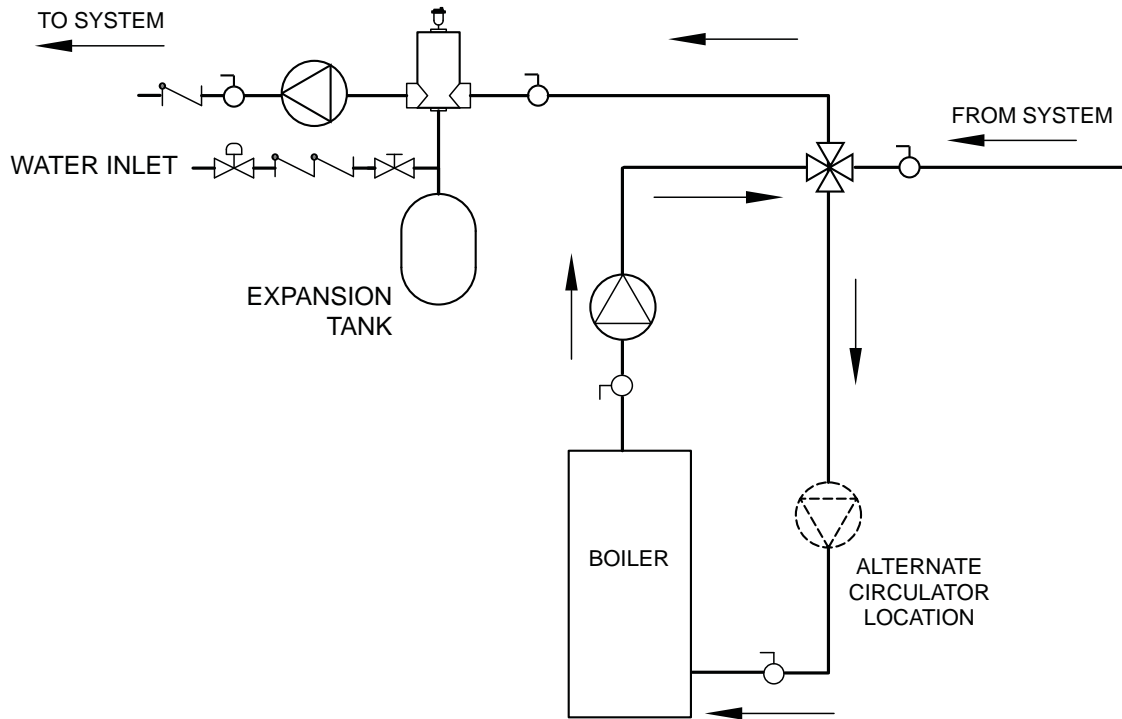 TO SYSTEM
FROM SYSTEM
WATER INLET
EXPANSION
TANK
BOILER
ALTERNATE
CIRCULATOR
LOCATION